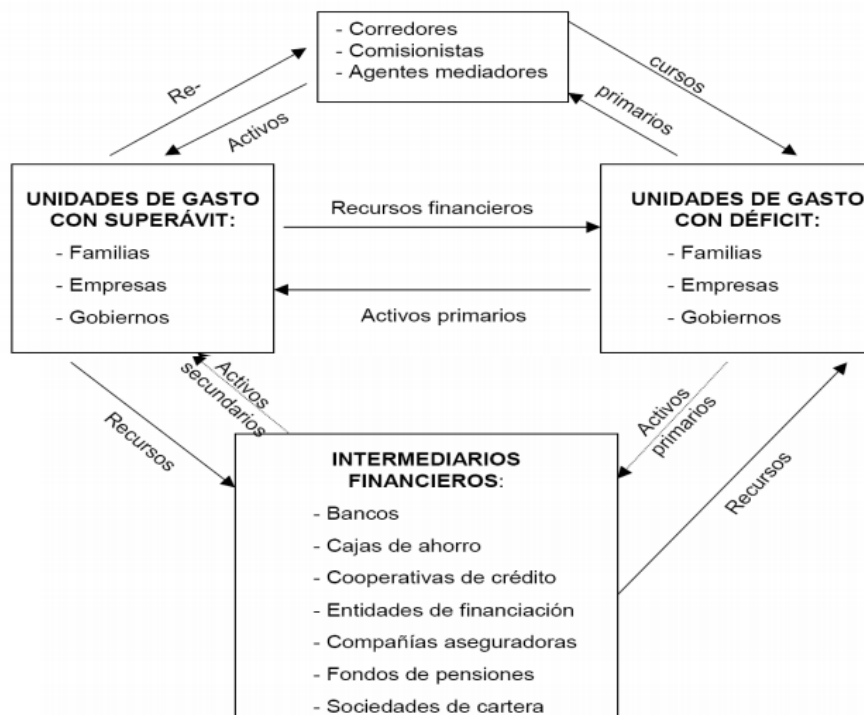 - Corredores
- Comisionistas
- Agentes mediadores
Re-
cursos
Activos
primarios
UNIDADES DE GASTO
CON SUPERÁVIT:
- Familias
- Empresas
- Gobiernos
Recursos financieros
Activos primarios
UNIDADES DE GASTO
CON DÉFICIT:
- Familias
- Empresas
- Gobiernos
Recursos
Activos
secundarios
Activos
primarios
Recursos
INTERMEDIARIOS
FINANCIEROS:
- Bancos
- Cajas de ahorro
- Cooperativas de crédito
- Entidades de financiación
- Compañías aseguradoras
- Fondos de pensiones
- Sociedades de cartera